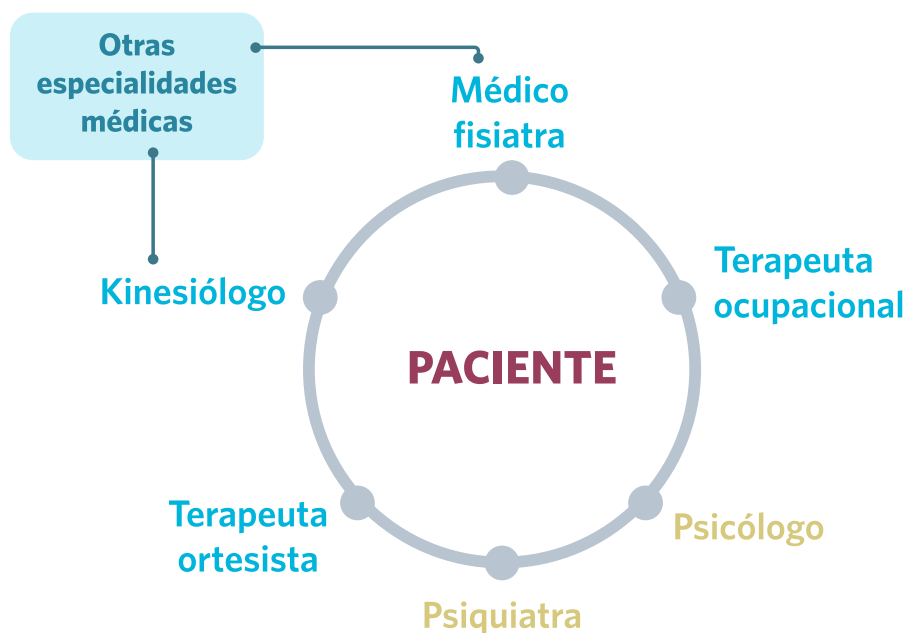 Otras
especialidades
médicas
Médico
fisiatra
Kinesiólogo
Terapeuta
ocupacional
PACIENTE
Terapeuta
ortesista
Psicólogo
Psiquiatra